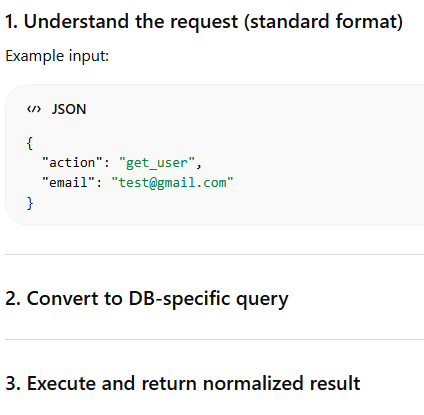 1. Understand the request (standard format)
Example input:
</> JSON
{
"action": "get_user",
"email": "test@gmail.com"
}
2. Convert to DB-specific query
3. Execute and return normalized result